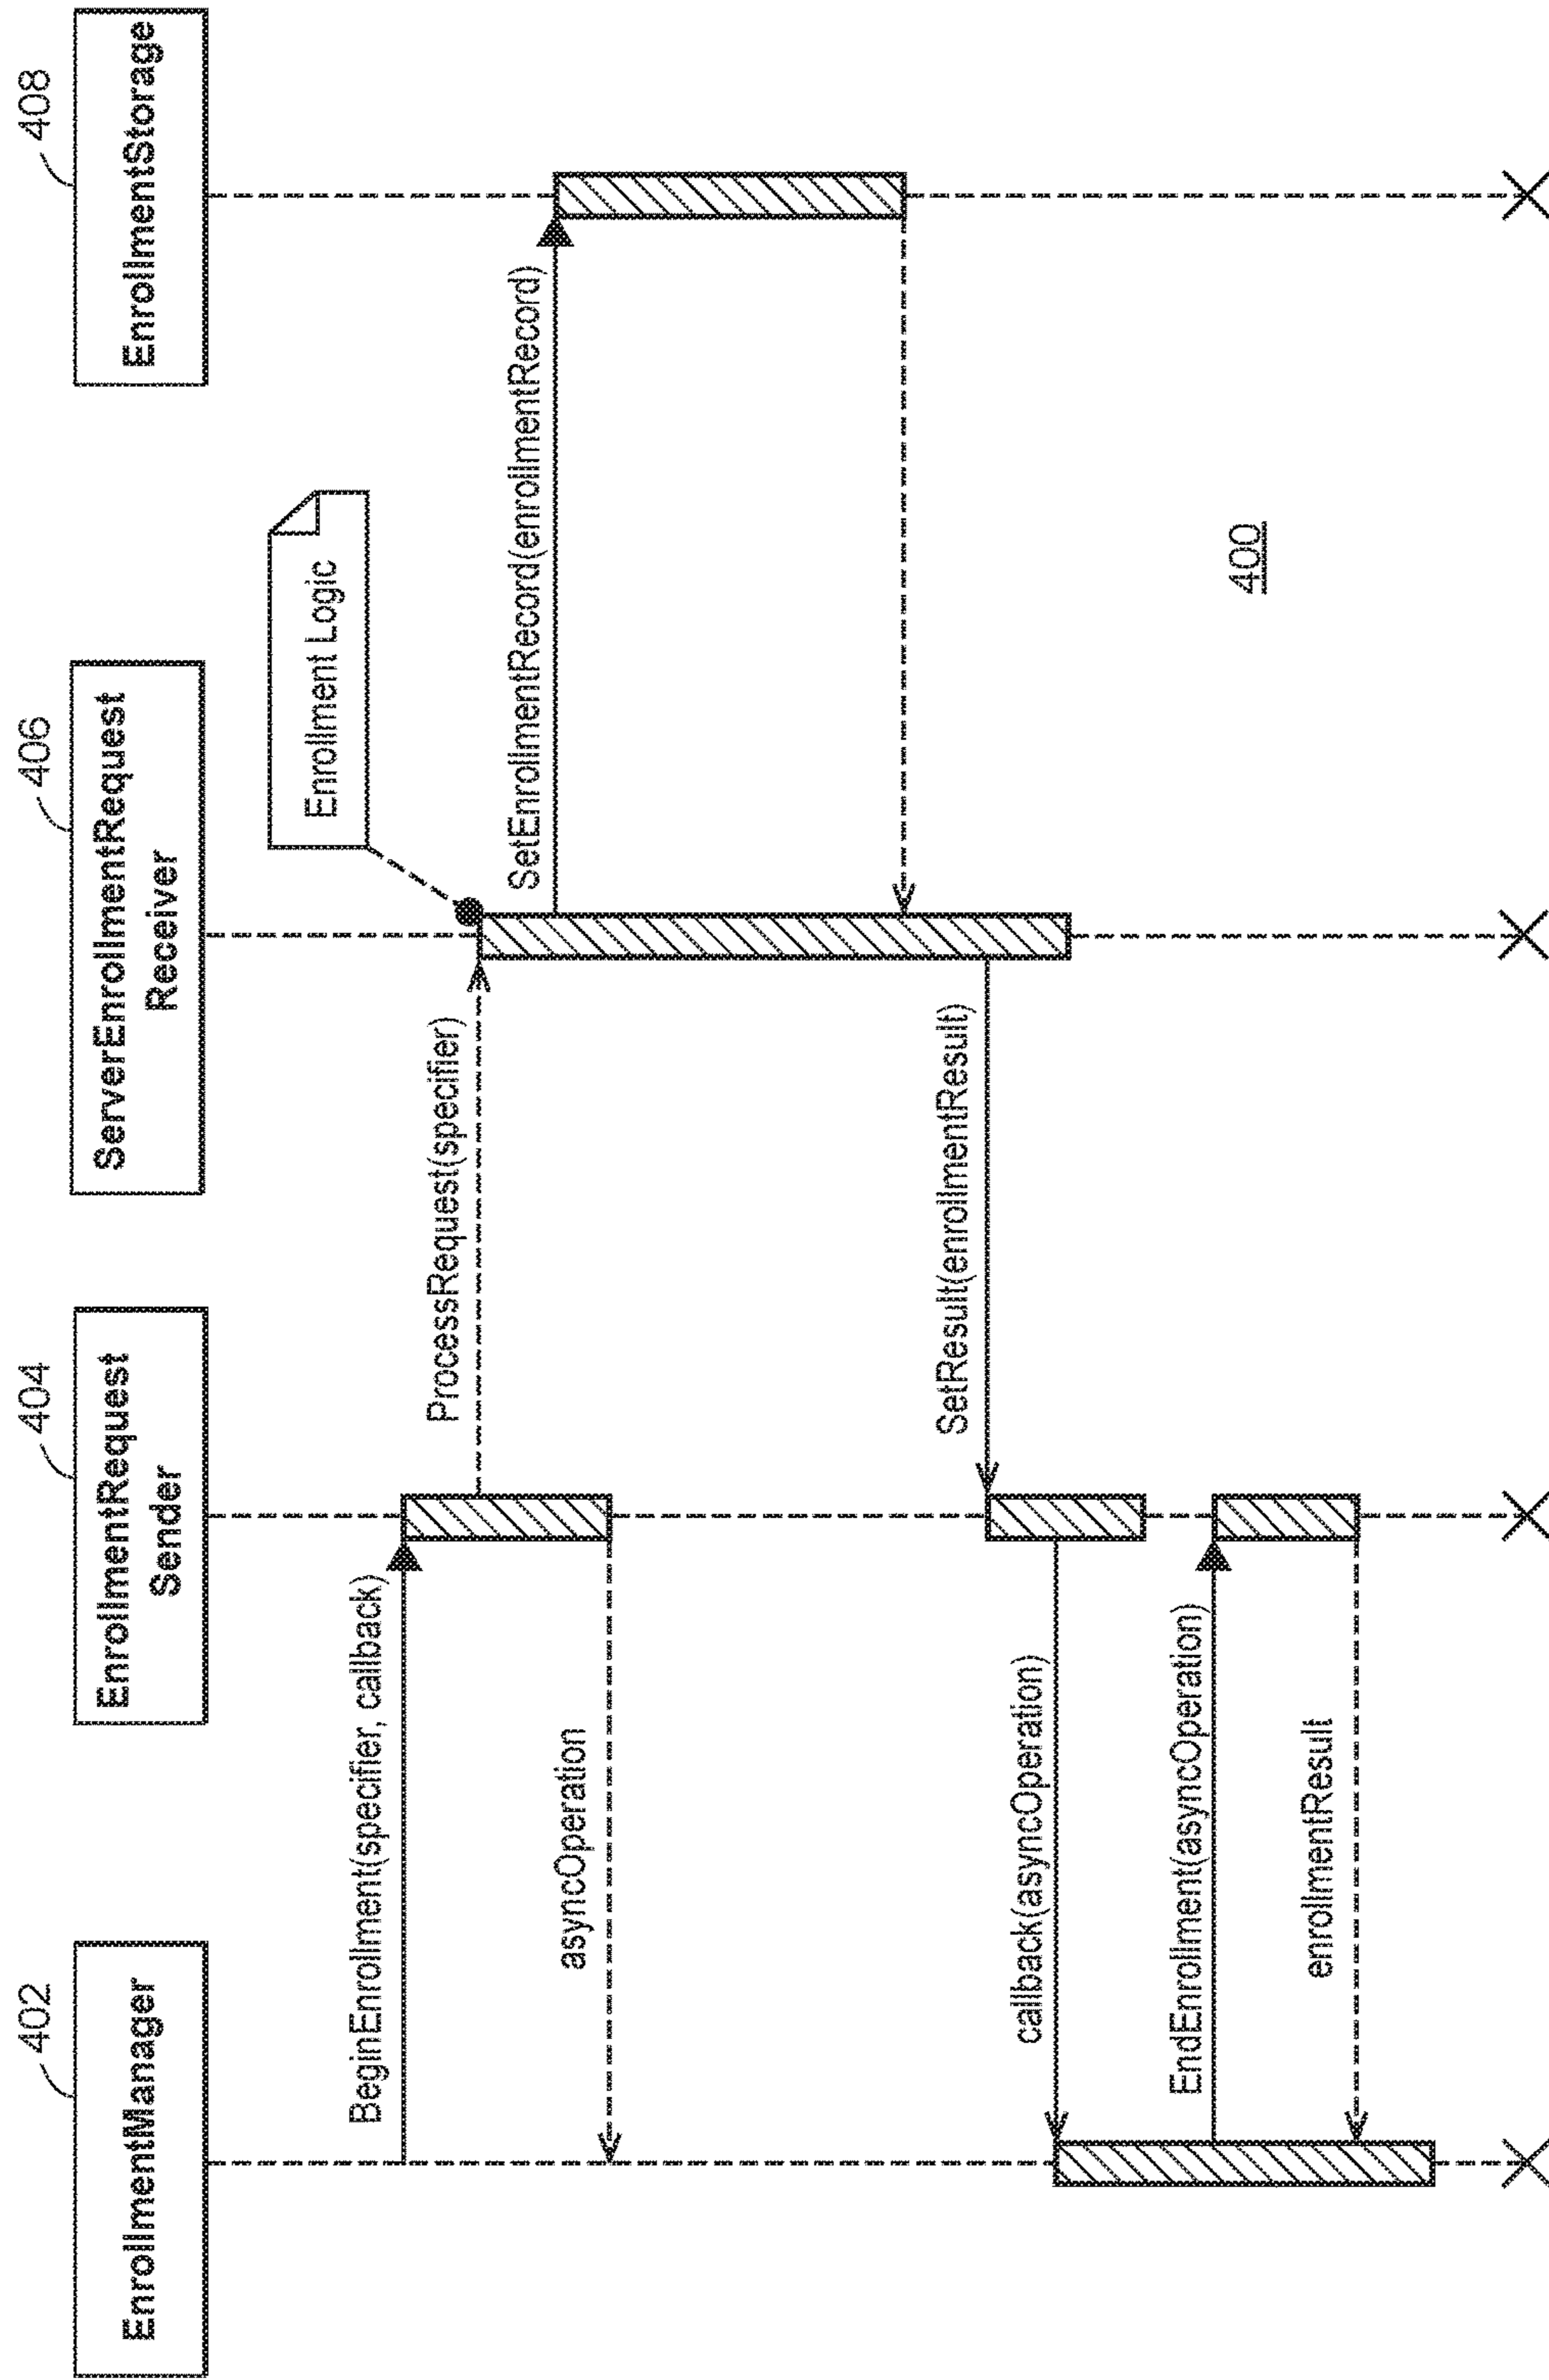 402
EnrollmentManager
404
EnrollmentRequest
Sender
406
ServerEnrollmentRequest
Receiver
408
EnrollmentStorage
Enrollment Logic
BeginEnrollment(specifier, callback)
ProcessRequest(specifier)
SetEnrollmentRecord(enrollmentRecord)
asyncOperation
SetResult(enrollmentResult)
callback(asyncOperation)
EndEnrollment(asyncOperation)
enrollmentResult
400